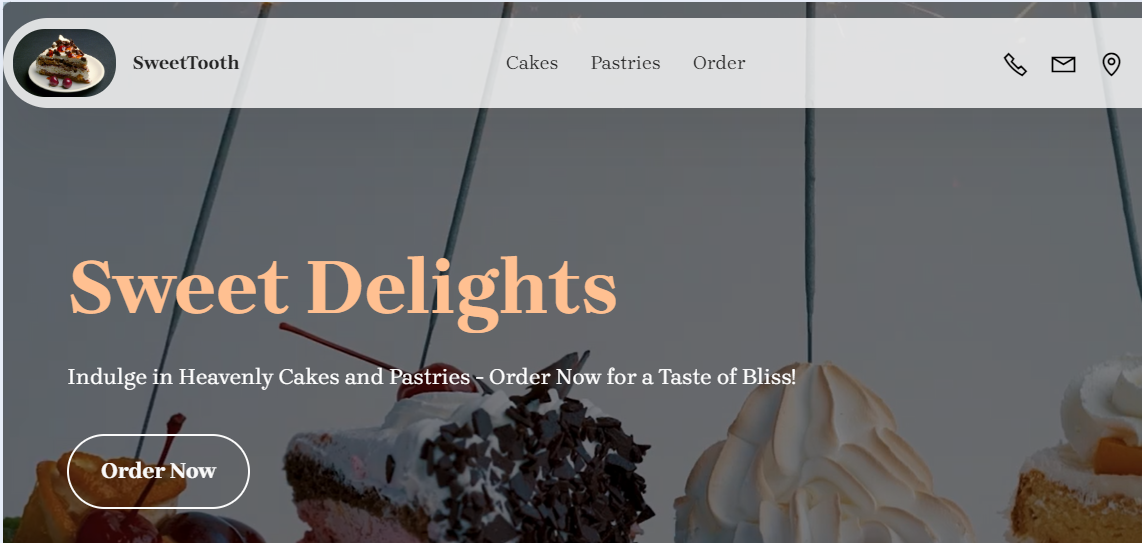 SweetTooth
Cakes Pastries Order
Sweet Delights
Indulge in Heavenly Cakes and Pastries - Order Now for a Taste of Bliss!
Order Now